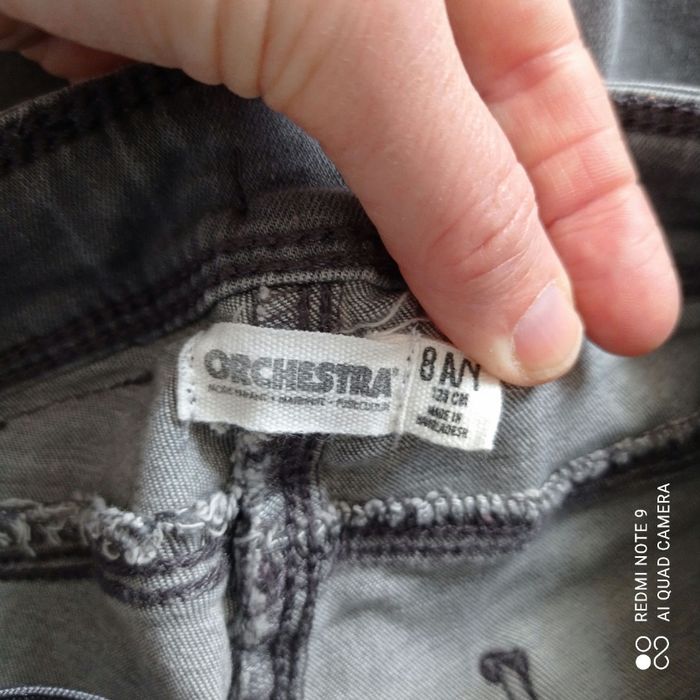 ORCHESTRA
8 A/Y
128 CM
MADE IN
BANGLADESH
REDMI NOTE 9
AI QUAD CAMERA